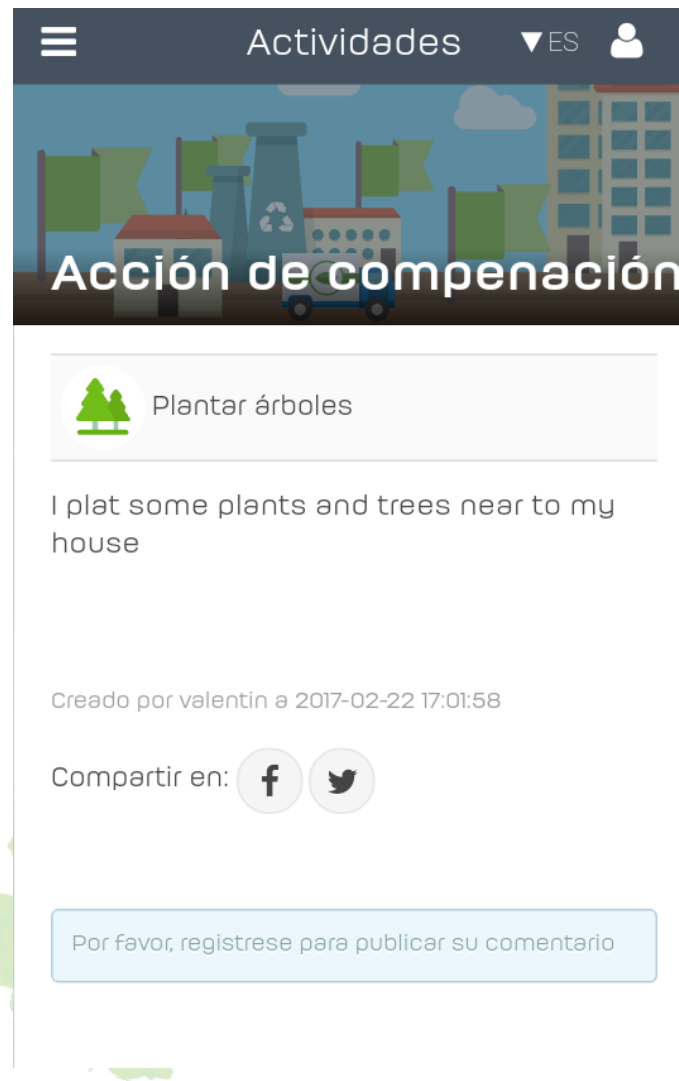 Actividades
▼ES
Acción de compenación
Plantar árboles
I plat some plants and trees near to my
house
Creado por valentin a 2017-02-22 17:01:58
Compartir en:
Por favor, registrese para publicar su comentario